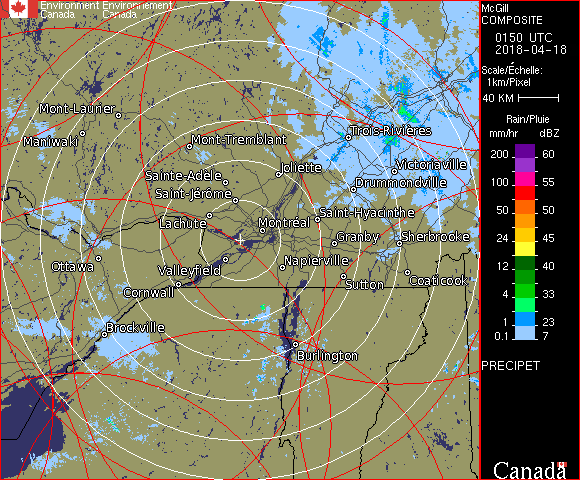 Environment Environnement
Canada Canada
McGill
COMPOSITE
0150 UTC
2018-04-18
Scale/Échelle:
1km/Pixel
40 KM
Rain/Pluie
mm/hr dBZ
200 60
100 55
50 50
24 45
12 40
4 33
1 23
0.1 7
PRECIPET
Canada
Mont-Laurier
Maniwaki
Mont-Tremblant
Trois-Rivières
Joliette
Victoriaville
Sainte-Adèle
Drummondville
Saint-Jérôme
Saint-Hyacinthe
Lachute
Montréal
Granby
Sherbrooke
Ottawa
Valleyfield
Napierville
Sutton
Coaticook
Cornwall
Brockville
Burlington